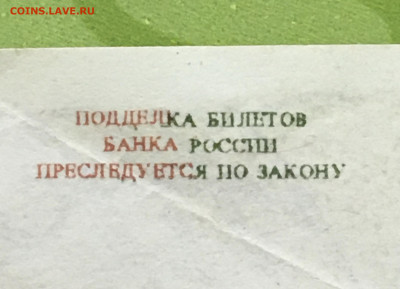 COINS.LAVE.RU
ПОДДЕЛКА БИЛЕТОВ
БАНКА РОССИИ
ПРЕСЛЕДУЕТСЯ ПО ЗАКОНУ